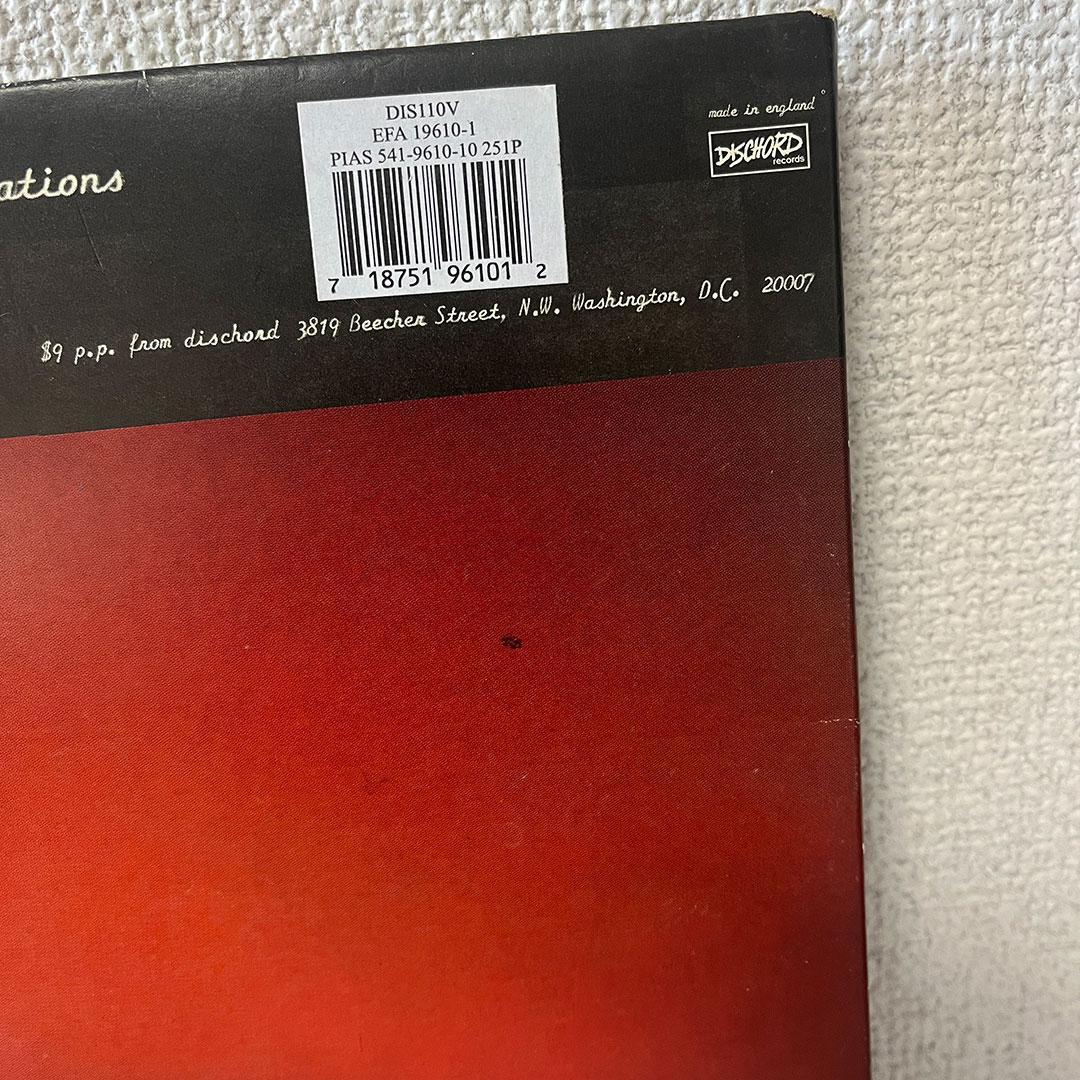 DIS110V
EFA 19610-1
PIAS 541-9610-10 251P
7 18751 96101 2
made in england
DISCHORD
records
ations
$9 p.p. from dischord 3819 Beecher Street, N.W. Washington, D.C. 20007